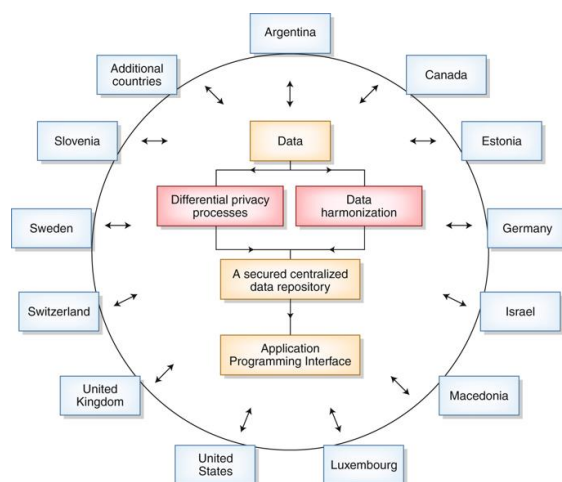 Argentina
Additional
countries
Canada
Slovenia
Data
Estonia
Differential privacy
processes
Data
harmonization
Sweden
Germany
A secured centralized
data repository
Switzerland
Israel
Application
Programming Interface
United
Kingdom
Macedonia
United
States
Luxembourg